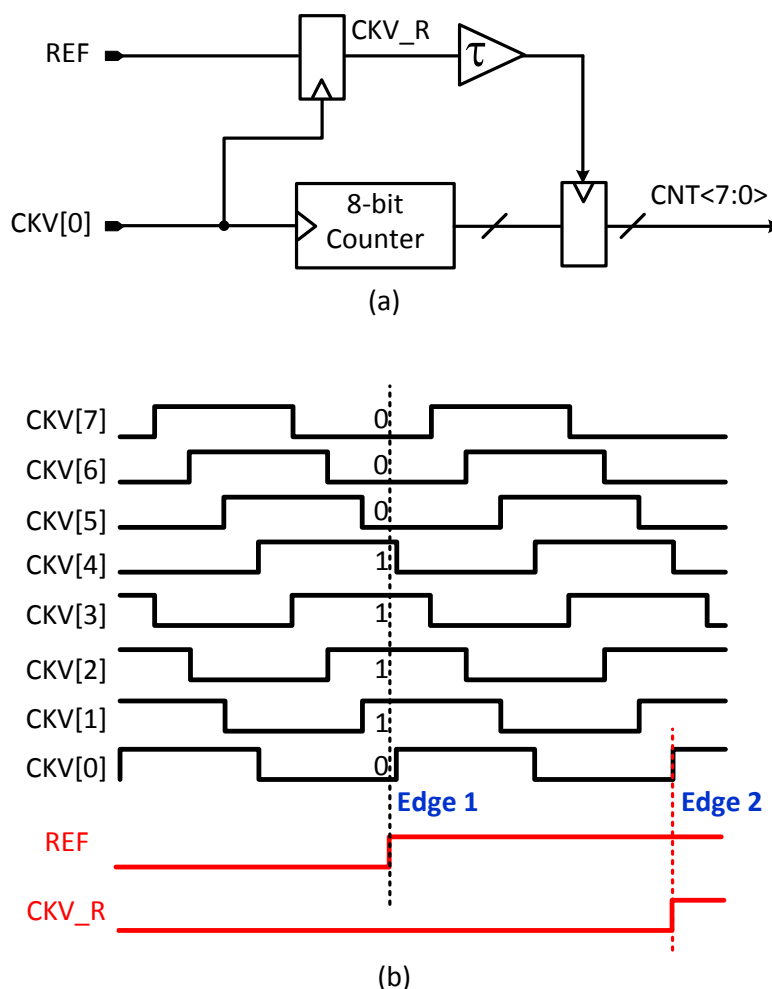 CKV_R
REF
τ
CKV[0]
8-bit
Counter
CNT<7:0>
(a)
CKV[7]
0
CKV[6]
0
CKV[5]
0
CKV[4]
1
CKV[3]
1
CKV[2]
1
CKV[1]
1
CKV[0]
0
Edge 1
Edge 2
REF
CKV_R
(b)